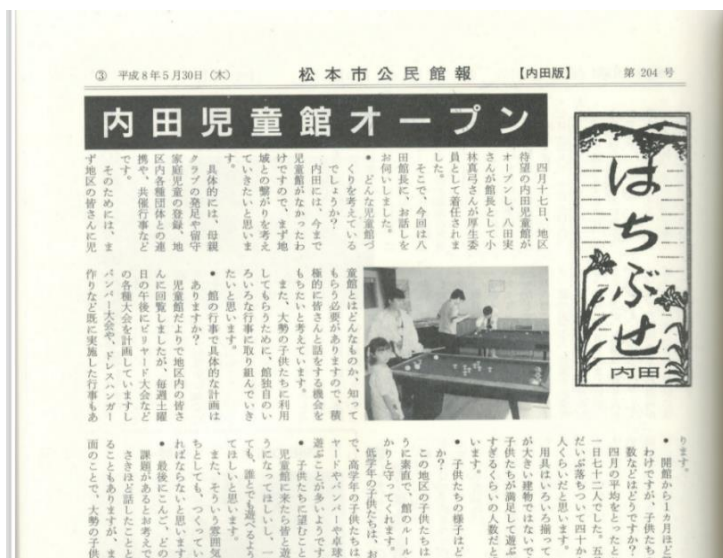 ③ 平成8年5月30日(木) 松本市公民館報 【内田版】 第204号
はちぶせ
内田
内田児童館オープン
四月十七日、地区
待望の内田児童館が
オープンし、八田実
さんが館長として小
林真弓さんが厚生委
員として着任されま
した。
そこで、今回は八
田館長に、お話しを
お伺いしました。
● どんな児童館づ
くりを考えている
でしょうか?
内田には、今まで
児童館がなかったわ
けですので、まず地
域との繋がりを考え
ていきたいと思いま
す。
具体的には、母親
クラブの発足や留守
家庭児童の登録、地
区内各種団体との連
携や、共催行事など
です。
そのためには、ま
ず地区の皆さんに児
童館とはどんなものか、知って
もらう必要がありますので、積
極的に皆さんと話をする機会を
もちたいと考えています。
また、大勢の子供たちに利用
してもらうために、館独自のい
ろいろな行事に取り組んでいき
たいと思います。
● 館の行事で具体的な計画は
ありますか?
児童館だよりで地区内の皆さ
んに回覧しましたが、毎週土曜
日の午後にビリヤード大会など
の各種大会を計画していますし
バンパー大会や、ドレスハンガー
作りなど既に実施した行事もあ
ります。
● 開館から1カ月ほど
わけですが、子供たち
数などはどうですか
四月の平均をとったと
一日七十二人でした。
だいぶ落ちついて四十か
人くらいだと思います。
用具はいろいろ揃って
が大きい建物ではないで
子供たちが満足して遊ぶ
すぎるくらいの人数だと
います。
● 子供たちの様子はど
か?
この地区の子供たちは
うに素直で、館のルール
かりと守ってくれます。
低学年の子供たちは、お
で、高学年の子供たちは
ヤードやバンパーや卓球
遊ぶことが多いようです
● 子供たちに望むこと
児童館に来たら皆と遊
うになってほしいし、一
ても、誰とでも遊べるよう
てほしいと思います。
また、そういう雰囲気
ちとしても、つくってい
ればならないと思います
● 最後にこんご、どの
課題があるとお考えで
さきほど話したことと
ることもありますが、ま
面のことで、大勢の子供